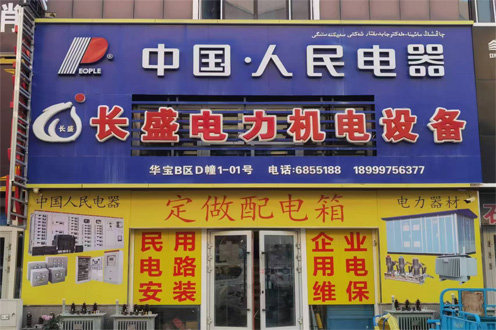 中国·人民电器
PEOPLE
长盛
长盛电力机电设备
华宝B区D幢1-01号 电话:6855188 18999756377
中国人民电器
定做配电箱
电力器材
民用
电路
安装
企业
用电
维保